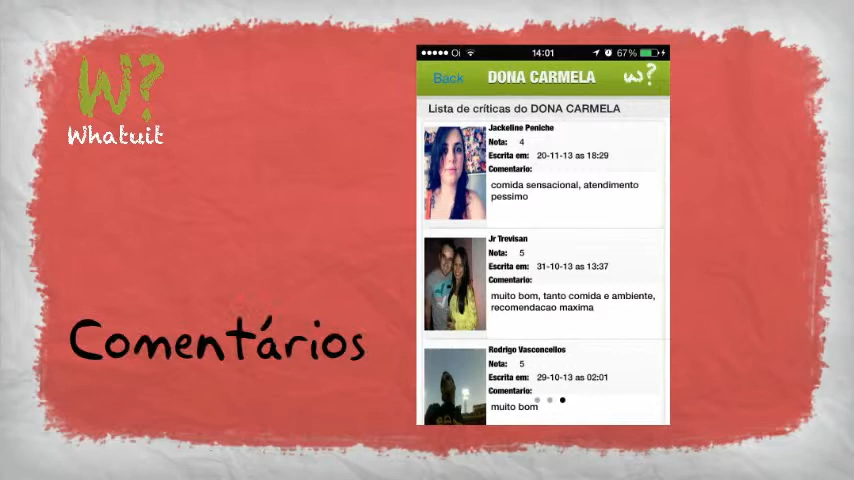 W?
Whatuit
Comentários
Oi 14:01 67%
Back DONA CARMELA w?
Lista de críticas do DONA CARMELA
Jackeline Peniche
Nota: 4
Escrita em: 20-11-13 as 18:29
Comentario:
comida sensacional, atendimento
pessimo
Jr Trevisan
Nota: 5
Escrita em: 31-10-13 as 13:37
Comentario:
muito bom, tanto comida e ambiente,
recomendacao maxima
Rodrigo Vasconcellos
Nota: 5
Escrita em: 29-10-13 as 02:01
Comentario:
muito bom